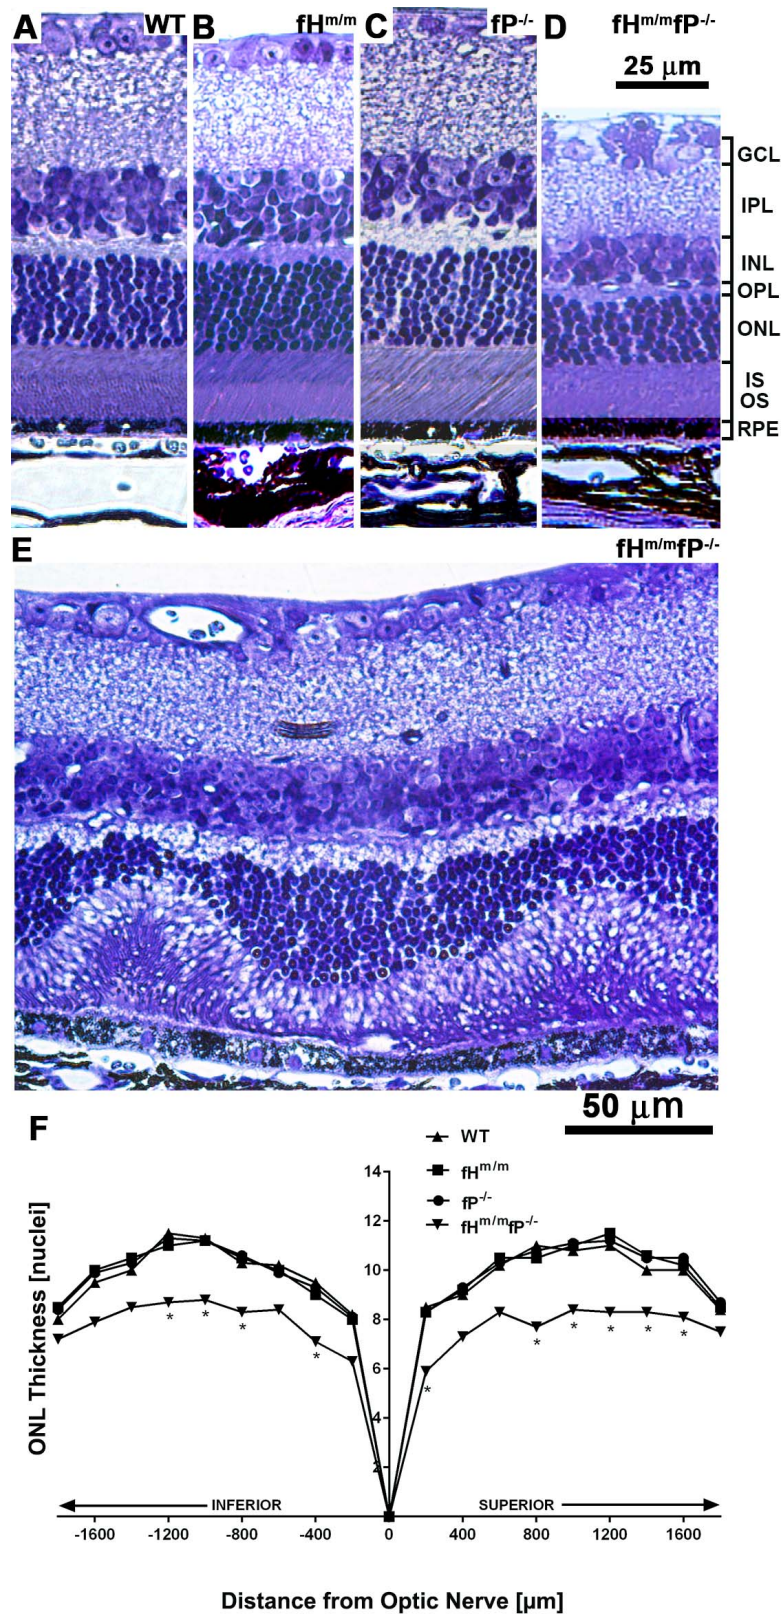 A WT B fHm/m C fP-/- D fHm/mfP-/-
25 μm
GCL
IPL
INL
OPL
ONL
IS
OS
RPE
E fHm/mfP-/-
50 μm
F
WT
fHm/m
fP-/-
fHm/mfP-/-
ONL Thickness [nuclei]
14
12
10
8
6
4
2
* * * * * * * * * *
INFERIOR SUPERIOR
-1600 -1200 -800 -400 0 400 800 1200 1600
Distance from Optic Nerve [μm]